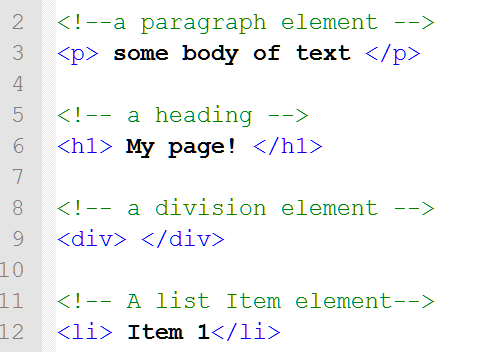 2 <!--a paragraph element -->
3 <p> some body of text </p>
4
5 <!-- a heading -->
6 <h1> My page! </h1>
7
8 <!-- a division element -->
9 <div> </div>
10
11 <!-- A list Item element-->
12 <li> Item 1</li>